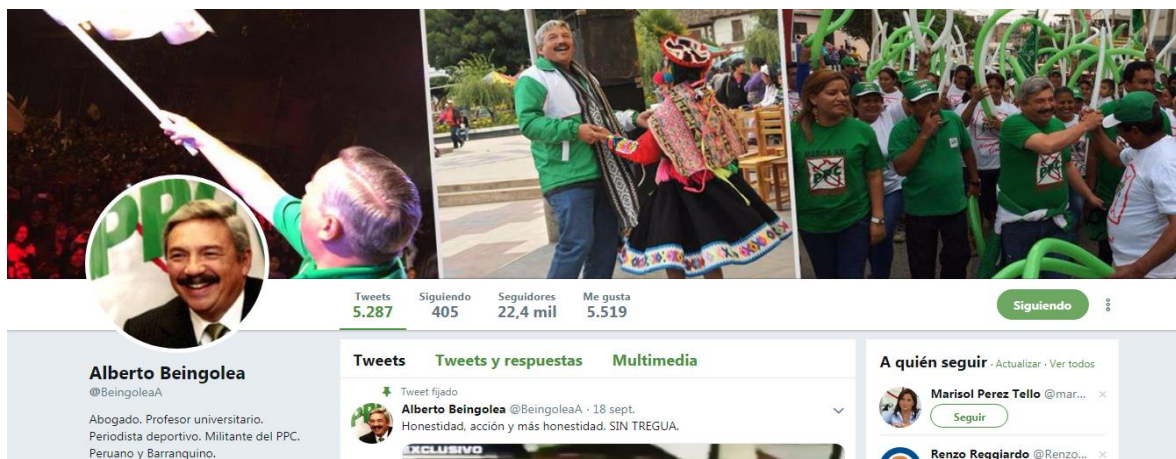 MARCA ASI
PPC
PPC
PPC
Tweets
5.287
Siguiendo
405
Seguidores
22,4 mil
Me gusta
5.519
Siguiendo
Alberto Beingolea
@BeingoleaA
Abogado. Profesor universitario.
Periodista deportivo. Militante del PPC.
Peruano y Barranquino.
Tweets Tweets y respuestas Multimedia
Tweet fijado
Alberto Beingolea @BeingoleaA · 18 sept.
Honestidad, acción y más honestidad. SIN TREGUA.
EXCLUSIVO
A quién seguir · Actualizar · Ver todos
Marisol Perez Tello @mar...
Seguir
Renzo Reggiardo @Renzo...